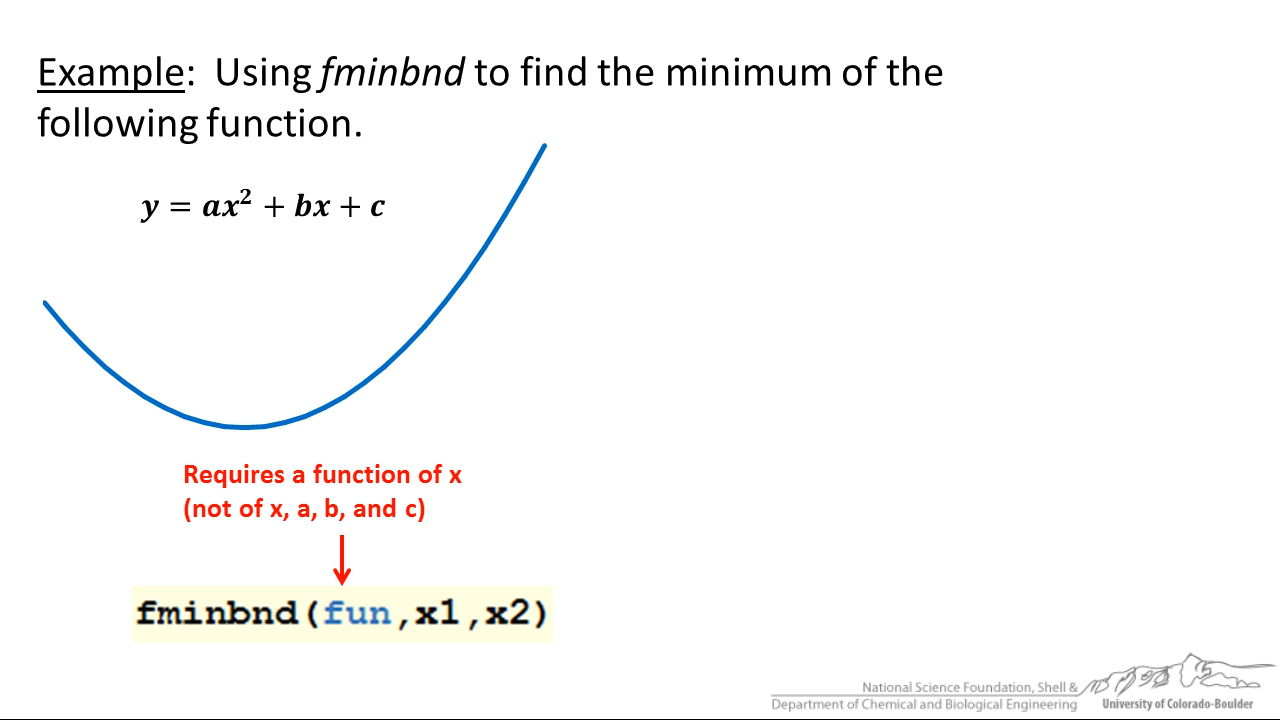 Example: Using fminbnd to find the minimum of the
following function.
y = ax² + bx + c
Requires a function of x
(not of x, a, b, and c)
fminbnd(fun,x1,x2)
National Science Foundation, Shell &
Department of Chemical and Biological Engineering
University of Colorado-Boulder